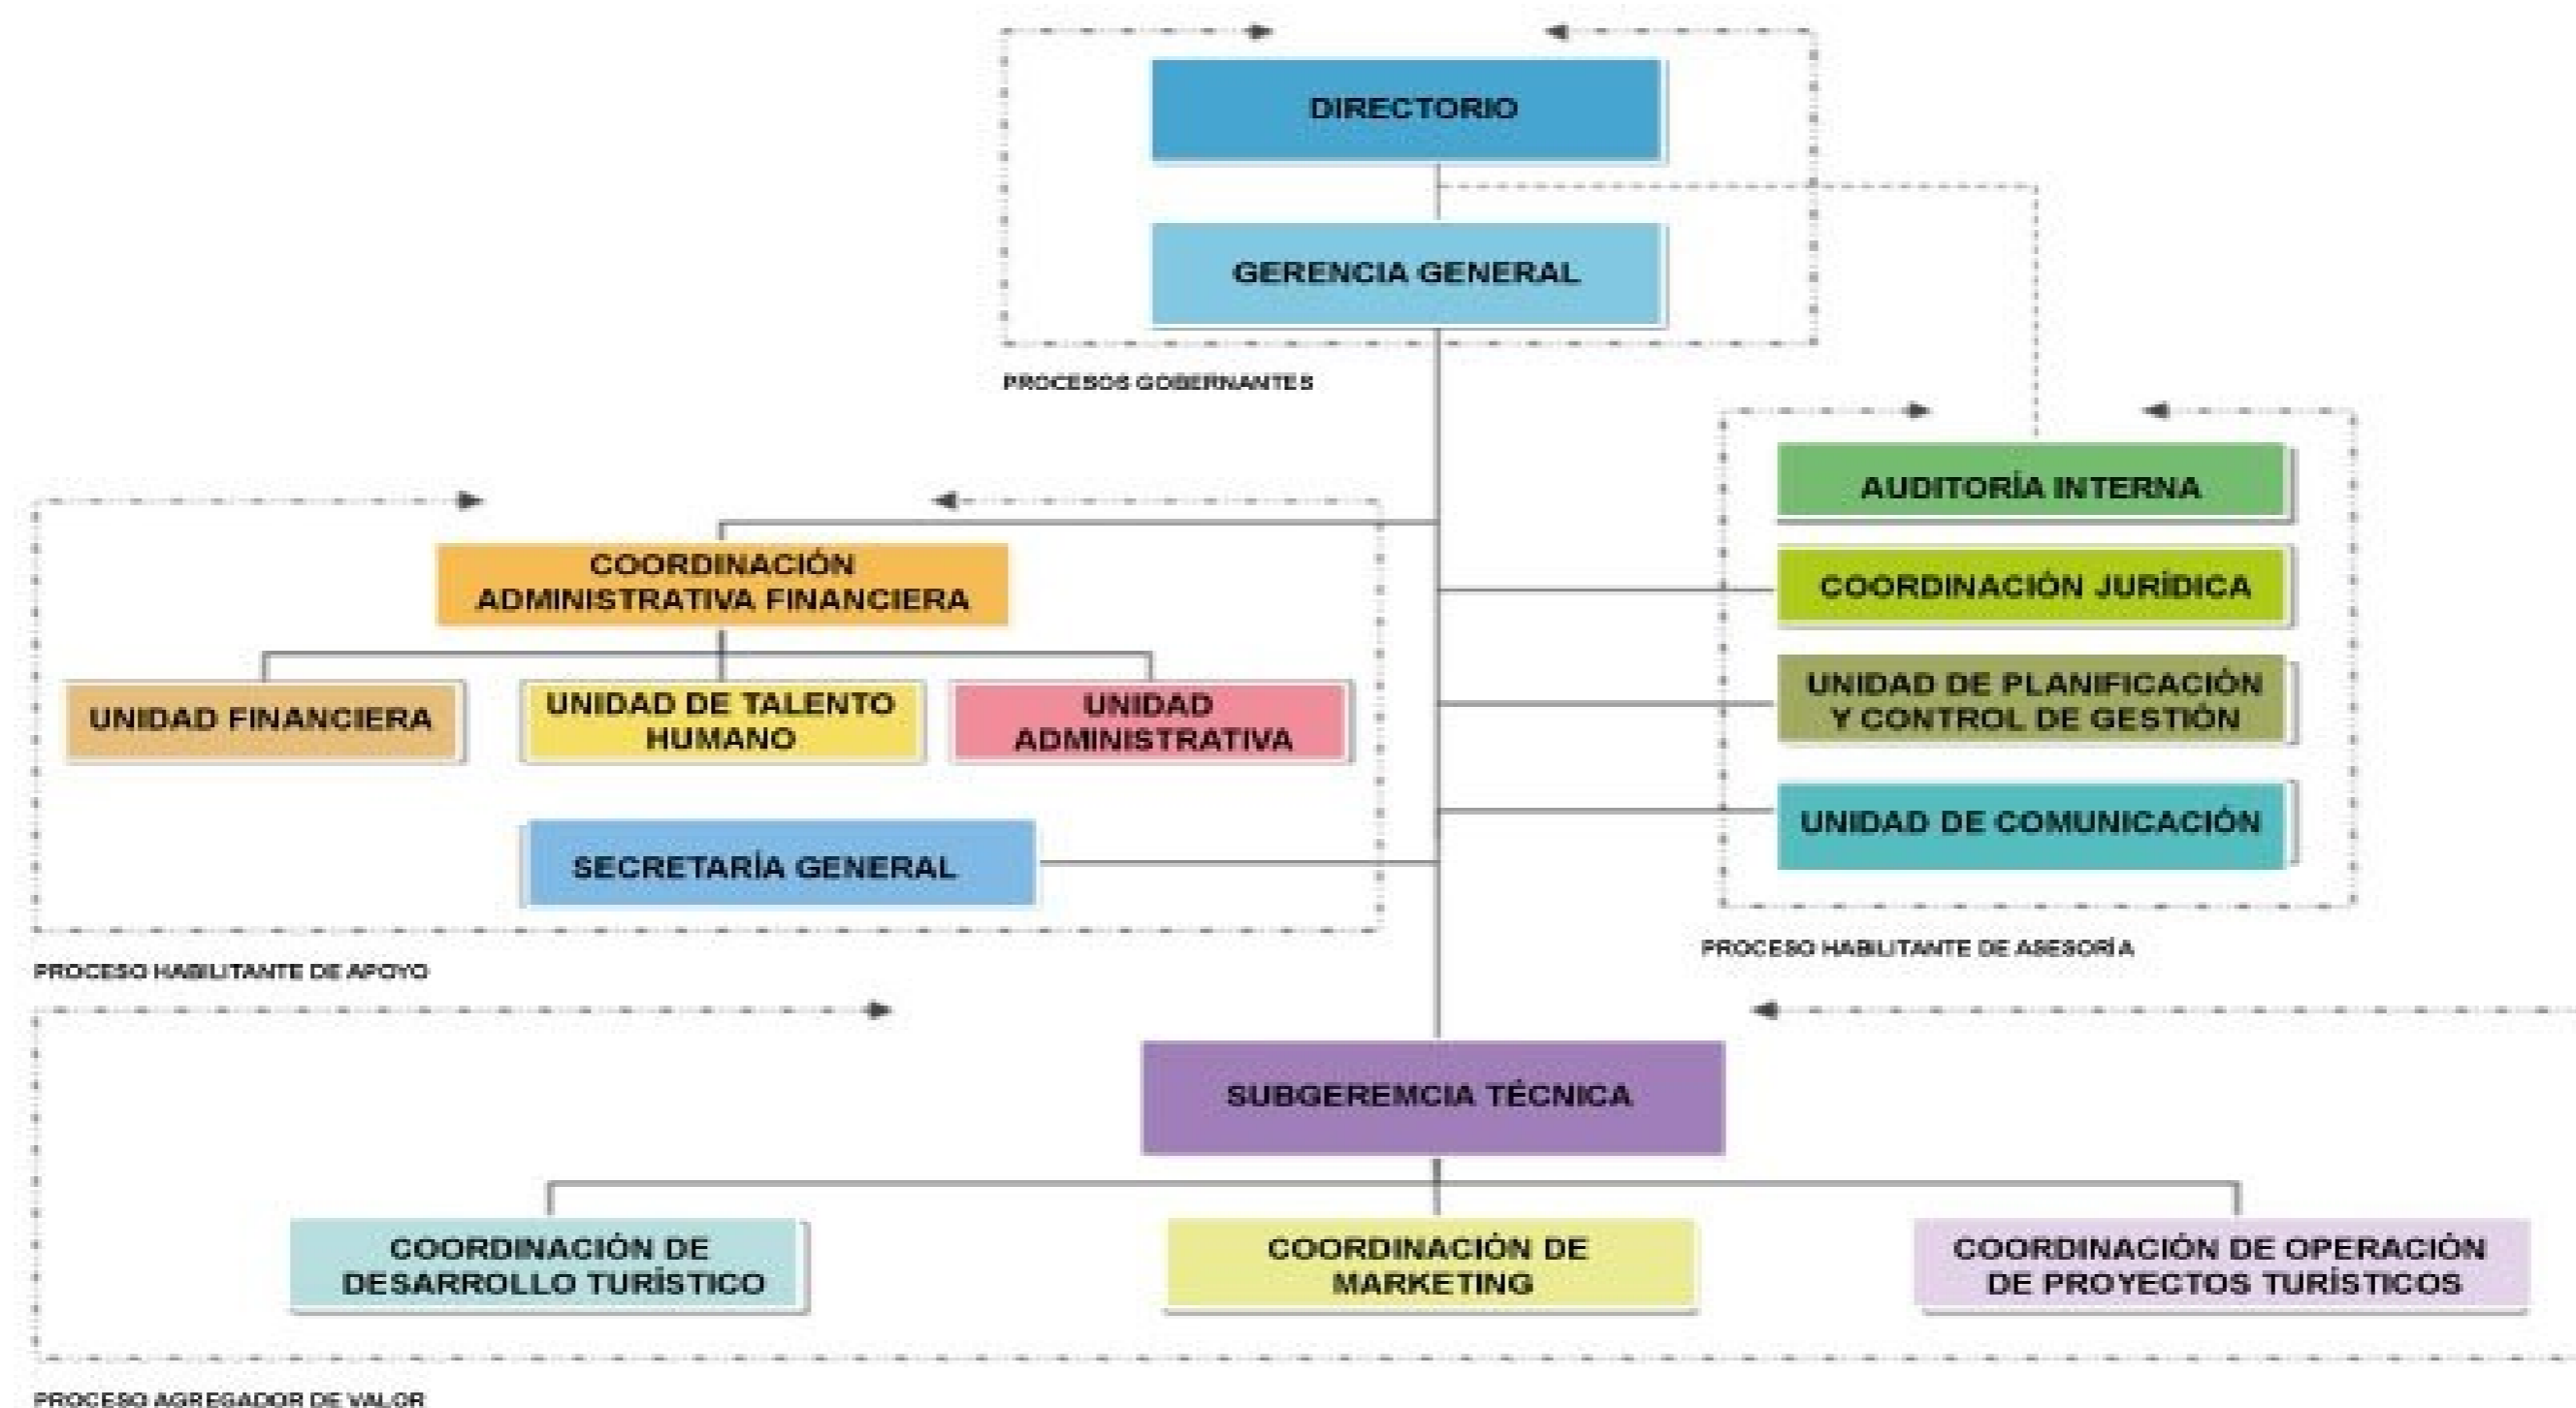 DIRECTORIO
GERENCIA GENERAL
PROCESOS GOBERNANTES
AUDITORÍA INTERNA
COORDINACIÓN JURÍDICA
UNIDAD DE PLANIFICACIÓN
Y CONTROL DE GESTIÓN
UNIDAD DE COMUNICACIÓN
PROCESO HABILITANTE DE ASESORÍA
COORDINACIÓN
ADMINISTRATIVA FINANCIERA
UNIDAD FINANCIERA
UNIDAD DE TALENTO
HUMANO
UNIDAD
ADMINISTRATIVA
SECRETARÍA GENERAL
PROCESO HABILITANTE DE APOYO
SUBGEREMCIA TÉCNICA
COORDINACIÓN DE
DESARROLLO TURÍSTICO
COORDINACIÓN DE
MARKETING
COORDINACIÓN DE OPERACIÓN
DE PROYECTOS TURÍSTICOS
PROCESO AGREGADOR DE VALOR